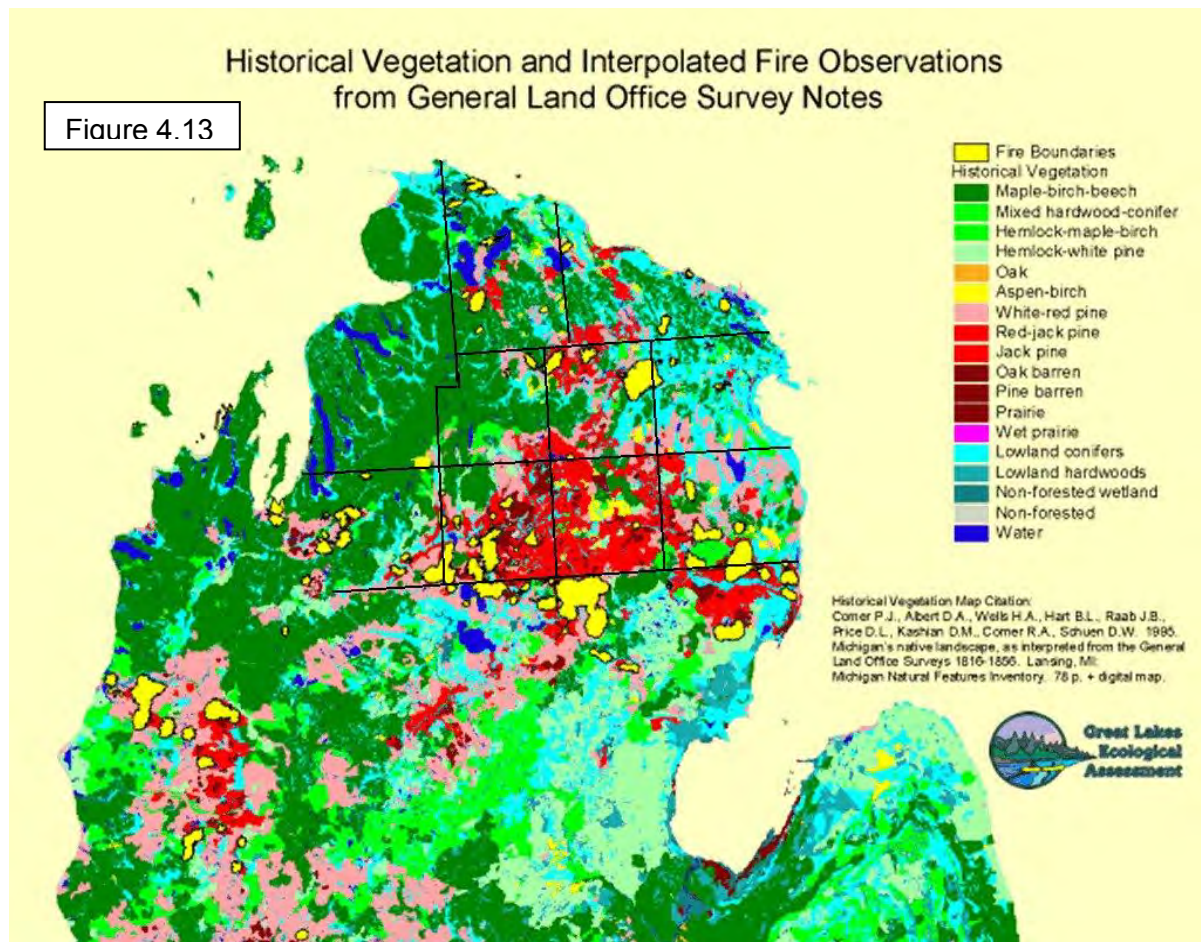 Historical Vegetation and Interpolated Fire Observations
from General Land Office Survey Notes
Figure 4.13
Fire Boundaries
Historical Vegetation
Maple-birch-beech
Mixed hardwood-conifer
Hemlock-maple-birch
Hemlock-white pine
Oak
Aspen-birch
White-red pine
Red-jack pine
Jack pine
Oak barren
Pine barren
Prairie
Wet prairie
Lowland conifers
Lowland hardwoods
Non-forested wetland
Non-forested
Water
Historical Vegetation Map Citation:
Comer P.J., Albert D.A., Wells H.A., Hart B.L., Raab J.B.,
Price D.L., Kashian D.M., Corner R.A., Schuen D.W. 1995.
Michigan's native landscape, as interpreted from the General
Land Office Surveys 1816-1856. Lansing, MI:
Michigan Natural Features Inventory. 78 p. + digital map.
Great Lakes
Ecological
Assessment